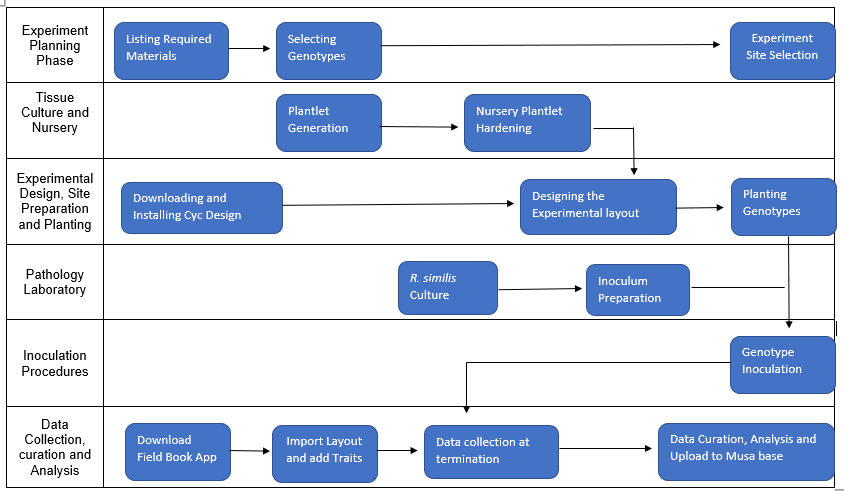 Experiment
Planning
Phase
Listing Required
Materials
Selecting
Genotypes
Experiment
Site Selection
Tissue
Culture and
Nursery
Plantlet
Generation
Nursery Plantlet
Hardening
Experimental
Design, Site
Preparation
and Planting
Downloading and
Installing Cyc Design
Designing the
Experimental layout
Planting
Genotypes
Pathology
Laboratory
R. similis
Culture
Inoculum
Preparation
Inoculation
Procedures
Genotype
Inoculation
Data
Collection,
curation and
Analysis
Download
Field Book App
Import Layout
and add Traits
Data collection at
termination
Data Curation, Analysis and
Upload to Musa base